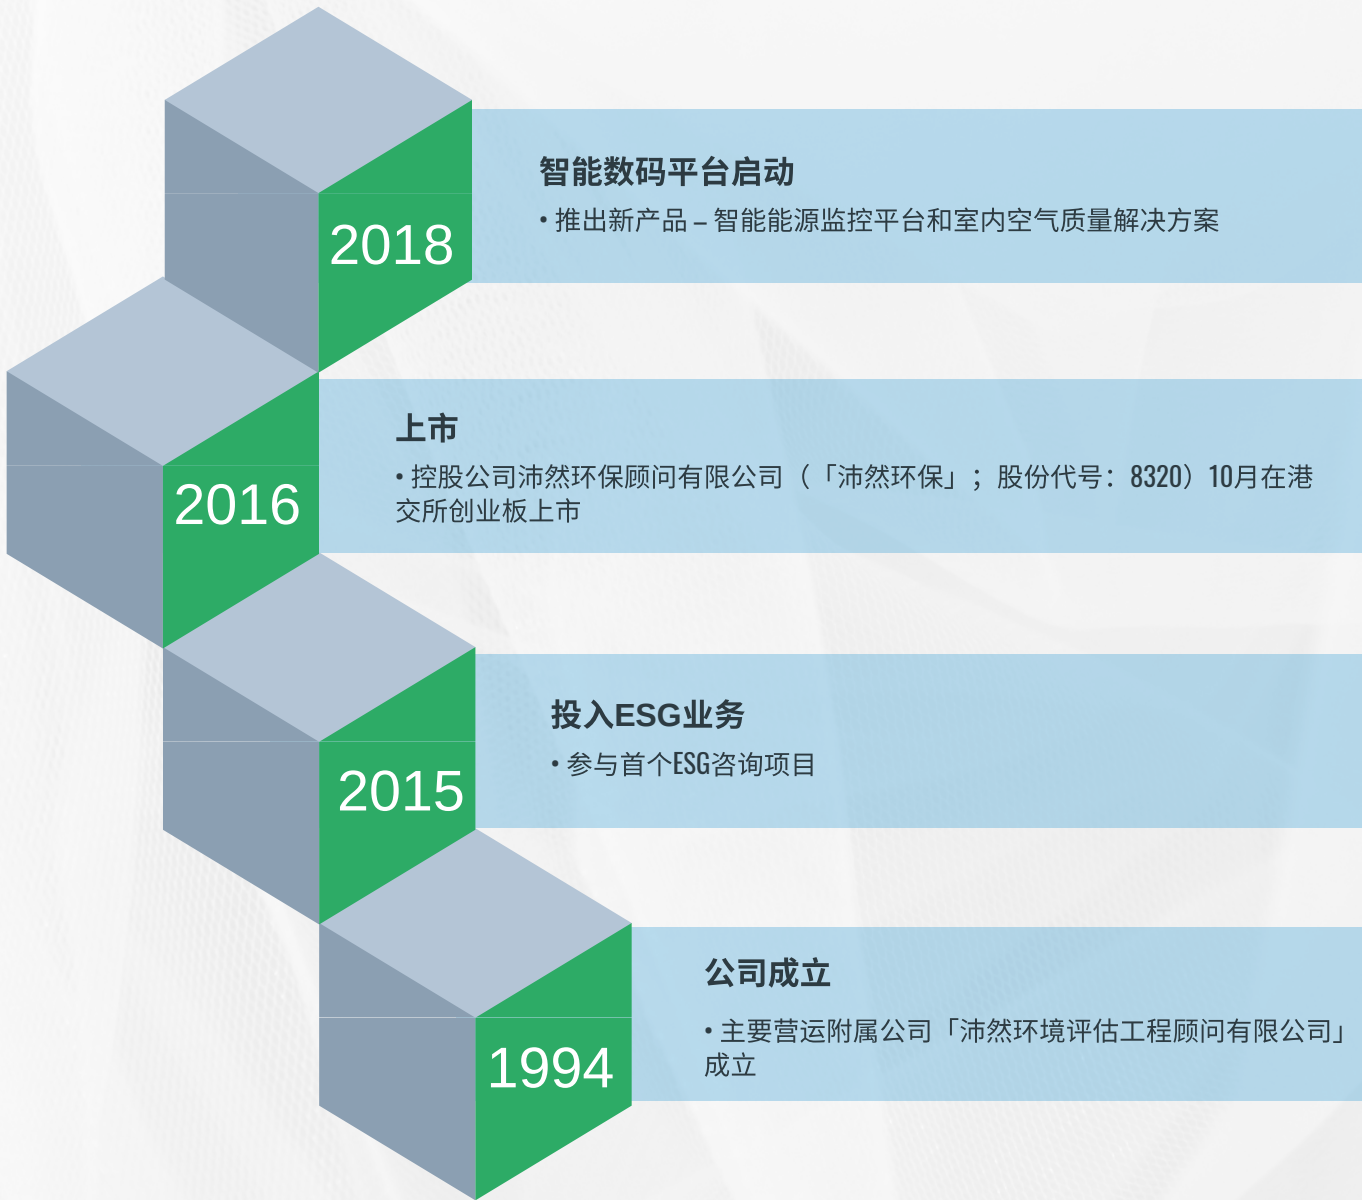 2018
智能数码平台启动
• 推出新产品 – 智能能源监控平台和室内空气质量解决方案
2016
上市
• 控股公司沛然环保顾问有限公司（「沛然环保」；股份代号：8320）10月在港
交所创业板上市
2015
投入ESG业务
• 参与首个ESG咨询项目
1994
公司成立
• 主要营运附属公司「沛然环境评估工程顾问有限公司」
成立